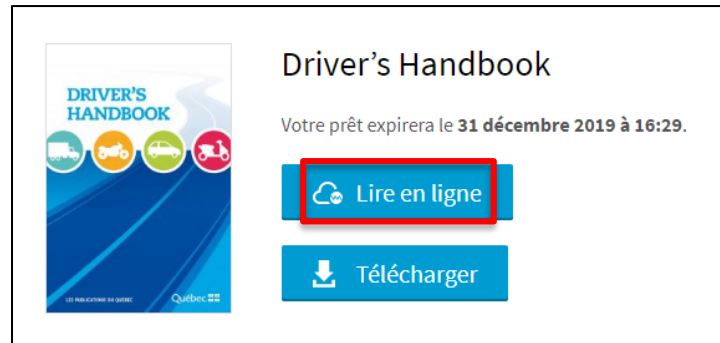 Driver's Handbook
DRIVER'S
HANDBOOK
Votre prêt expirera le 31 décembre 2019 à 16:29.
Lire en ligne
Télécharger
LES PUBLICATIONS DU QUÉBEC
Québec